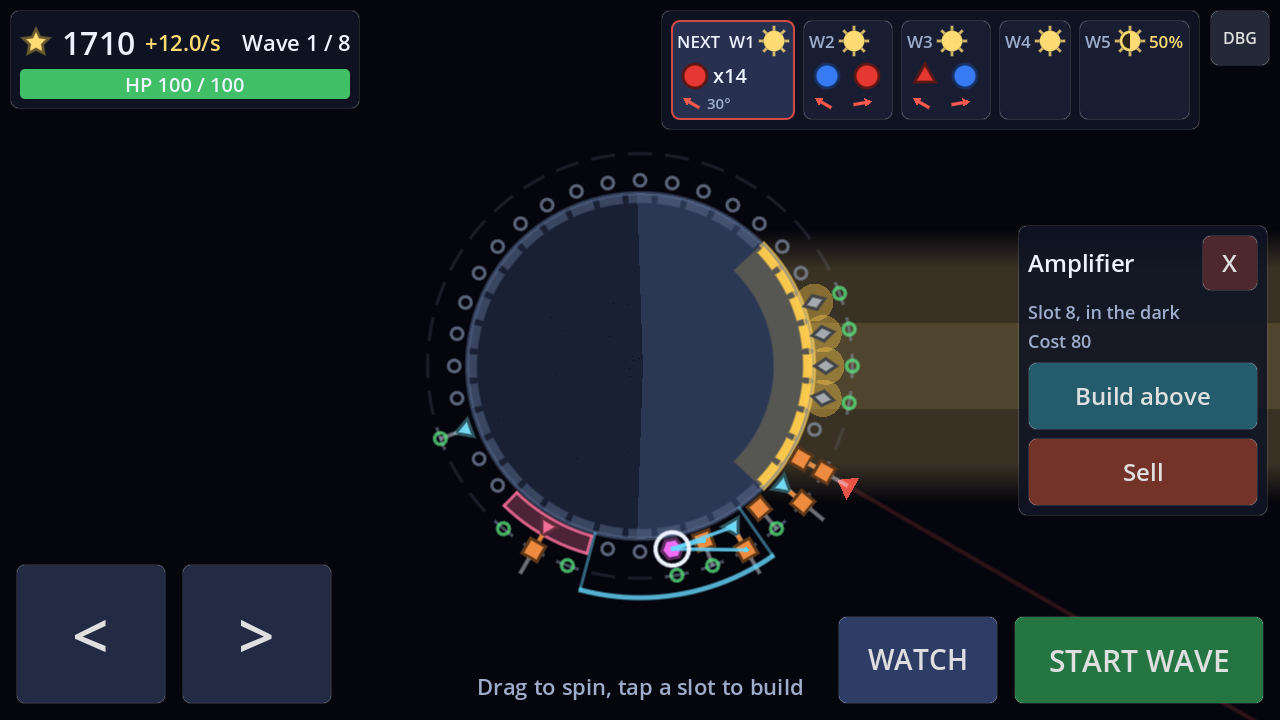 1710 +12.0/s Wave 1 / 8
HP 100 / 100
NEXT W1
x14
30°
W2
W3
W4
W5 50%
DBG
Amplifier X
Slot 8, in the dark
Cost 80
Build above
Sell
< >
WATCH
START WAVE
Drag to spin, tap a slot to build